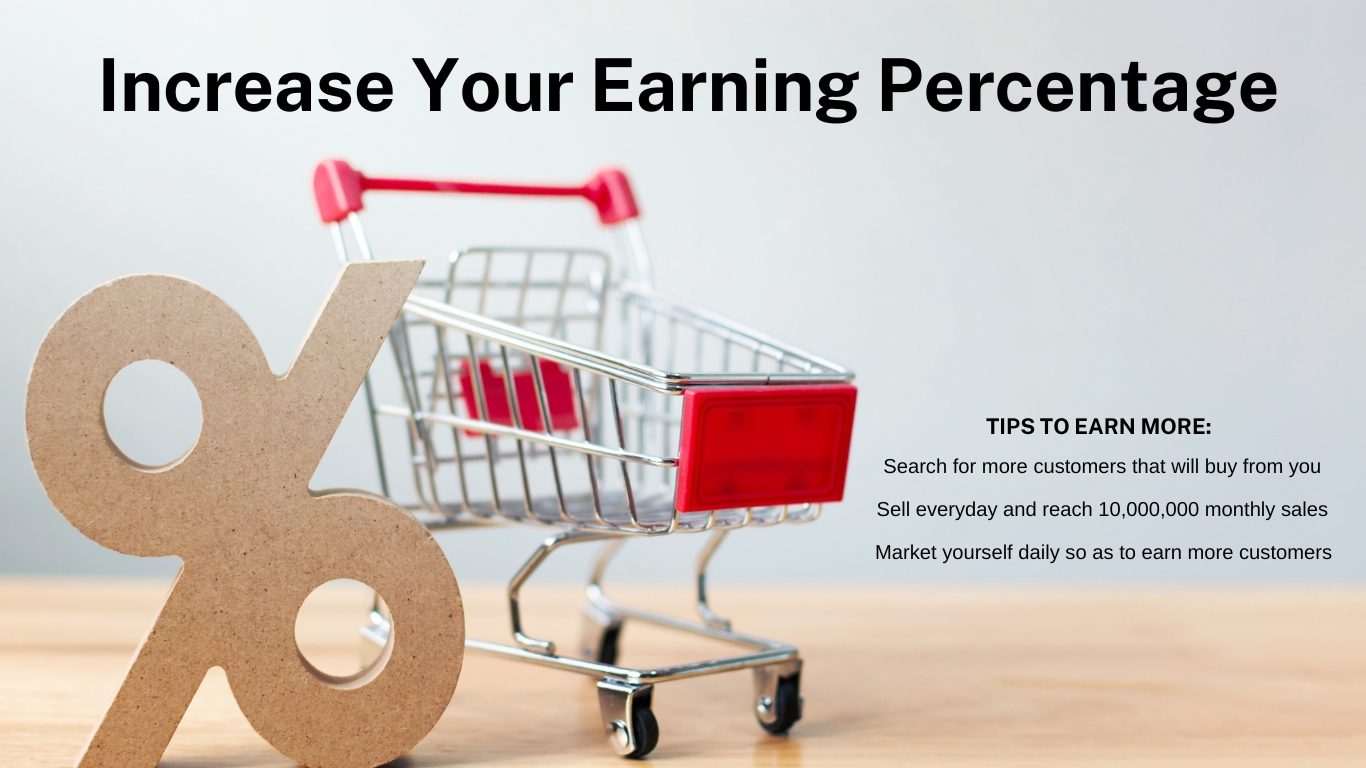 Increase Your Earning Percentage
TIPS TO EARN MORE:
Search for more customers that will buy from you
Sell everyday and reach 10,000,000 monthly sales
Market yourself daily so as to earn more customers